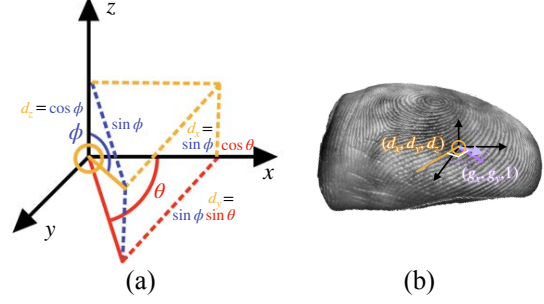 z
d_z = cos ϕ
ϕ
sin ϕ
d_x =
sin ϕ cos θ
x
θ
d_y =
sin ϕ sin θ
y
(a)
(d_x, d_y, d_z)
(g_x, g_y, 1)
(b)